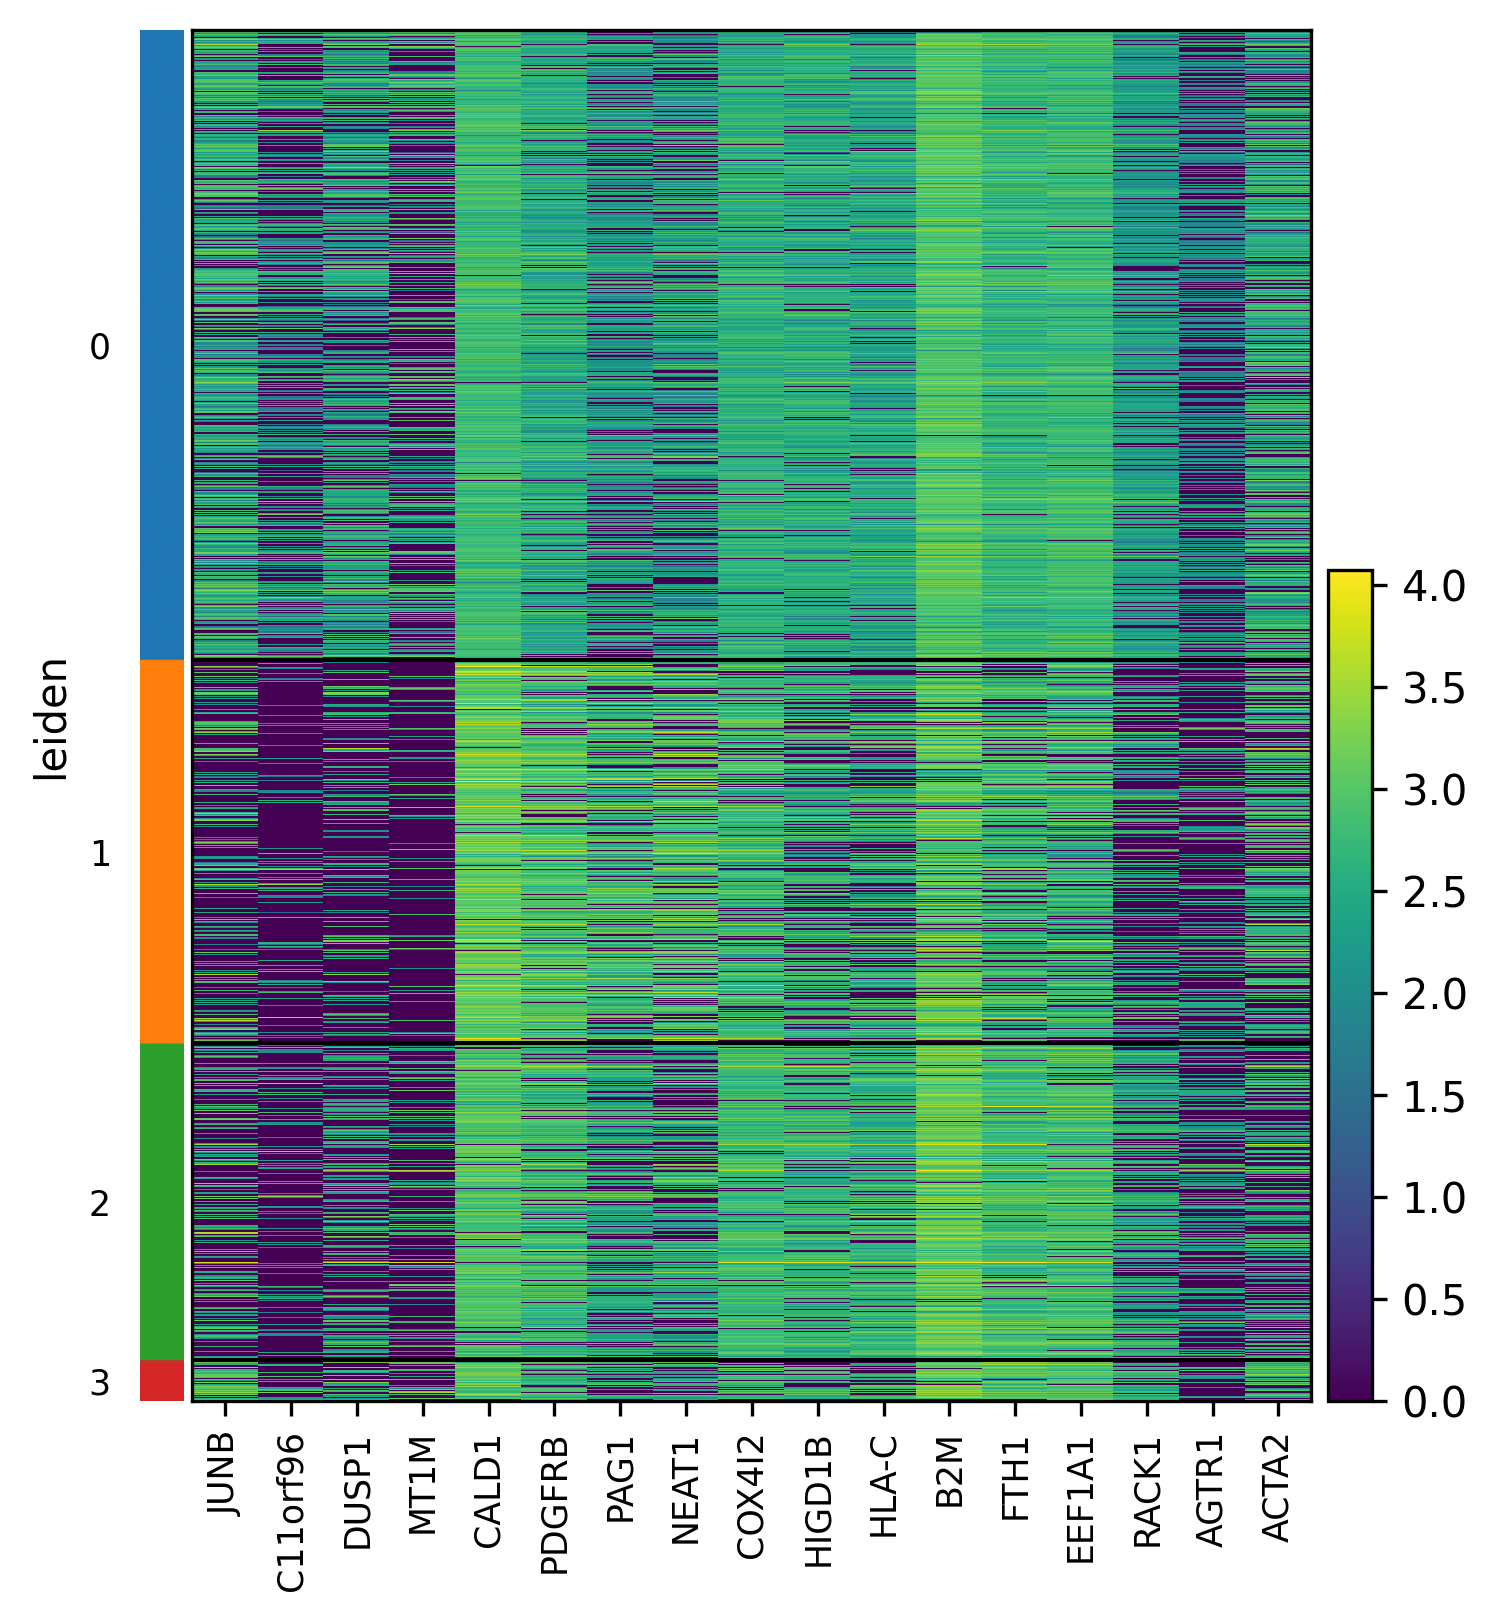 leiden
0
1
2
3
4.0
3.5
3.0
2.5
2.0
1.5
1.0
0.5
0.0
JUNB
C11orf96
DUSP1
MT1M
CALD1
PDGFRB
PAG1
NEAT1
COX4I2
HIGD1B
HLA-C
B2M
FTH1
EEF1A1
RACK1
AGTR1
ACTA2